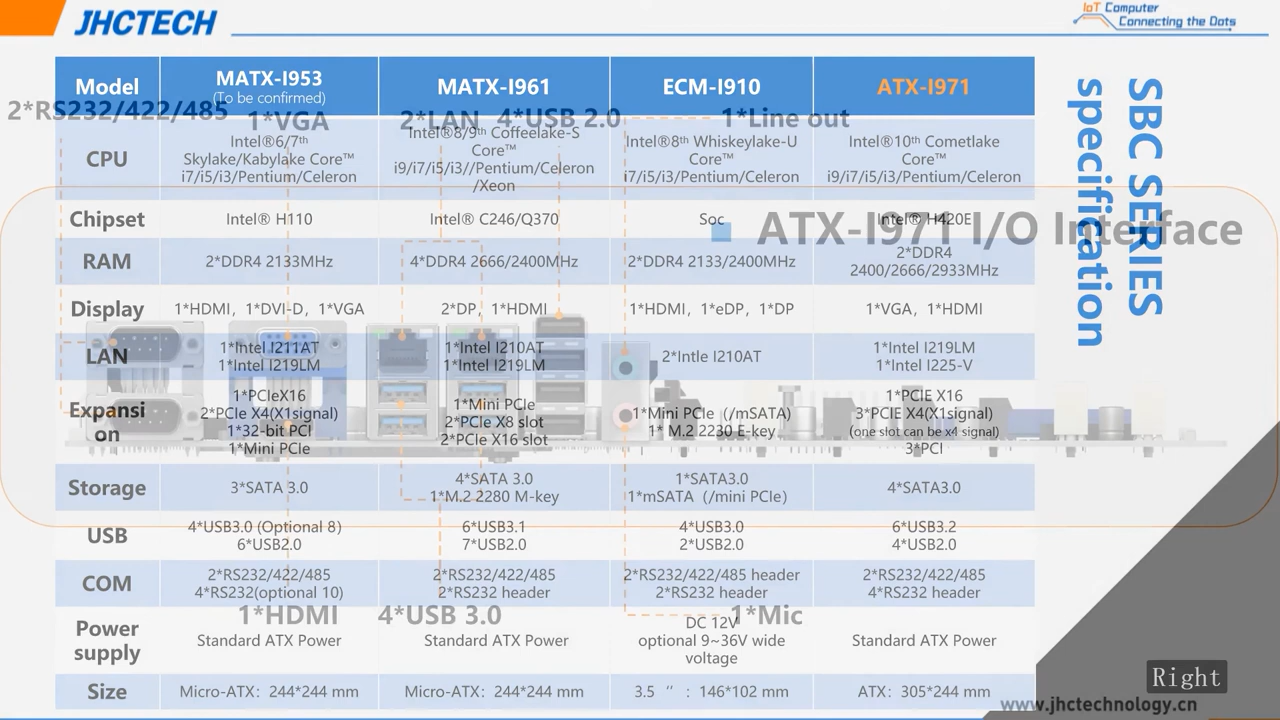 JHCTECH
IoT Computer
Connecting the Dots
Model
MATX-I953
(To be confirmed)
MATX-I961
ECM-I910
ATX-I971
2*RS232/422/485
1*VGA
2*LAN
4*USB 2.0
1*Line out
CPU
Intel®6/7th
Skylake/Kabylake Core™
i7/i5/i3/Pentium/Celeron
Intel®8/9th Coffeelake-S
Core™
i9/i7/i5/i3//Pentium/Celeron
/Xeon
Intel®8th Whiskeylake-U
Core™
i7/i5/i3/Pentium/Celeron
Intel®10th Cometlake
Core™
i9/i7/i5/i3/Pentium/Celeron
Chipset
Intel® H110
Intel® C246/Q370
Soc
Intel® H420E
ATX-I971 I/O Interface
RAM
2*DDR4 2133MHz
4*DDR4 2666/2400MHz
2*DDR4 2133/2400MHz
2*DDR4
2400/2666/2933MHz
Display
1*HDMI, 1*DVI-D, 1*VGA
2*DP, 1*HDMI
1*HDMI, 1*eDP, 1*DP
1*VGA, 1*HDMI
LAN
1*Intel I211AT
1*Intel I219LM
1*Intel I210AT
1*Intel I219LM
2*Intle I210AT
1*Intel I219LM
1*Intel I225-V
Expansi
on
1*PCIeX16
2*PCIe X4(X1signal)
1*32-bit PCI
1*Mini PCIe
1*Mini PCIe
2*PCIe X8 slot
2*PCIe X16 slot
1*Mini PCIe (/mSATA)
1* M.2 2230 E-key
1*PCIE X16
3*PCIE X4(X1signal)
(one slot can be x4 signal)
3*PCI
Storage
3*SATA 3.0
4*SATA 3.0
1*M.2 2280 M-key
1*SATA3.0
1*mSATA (/mini PCIe)
4*SATA3.0
USB
4*USB3.0 (Optional 8)
6*USB2.0
6*USB3.1
7*USB2.0
4*USB3.0
2*USB2.0
6*USB3.2
4*USB2.0
COM
2*RS232/422/485
4*RS232(optional 10)
2*RS232/422/485
2*RS232 header
2*RS232/422/485 header
2*RS232 header
2*RS232/422/485
4*RS232 header
1*HDMI
4*USB 3.0
1*Mic
Power
supply
Standard ATX Power
Standard ATX Power
DC 12V
optional 9~36V wide
voltage
Standard ATX Power
Size
Micro-ATX: 244*244 mm
Micro-ATX: 244*244 mm
3.5 ″ : 146*102 mm
ATX: 305*244 mm
SBC SERIES
specification
Right
www.jhctechnology.cn